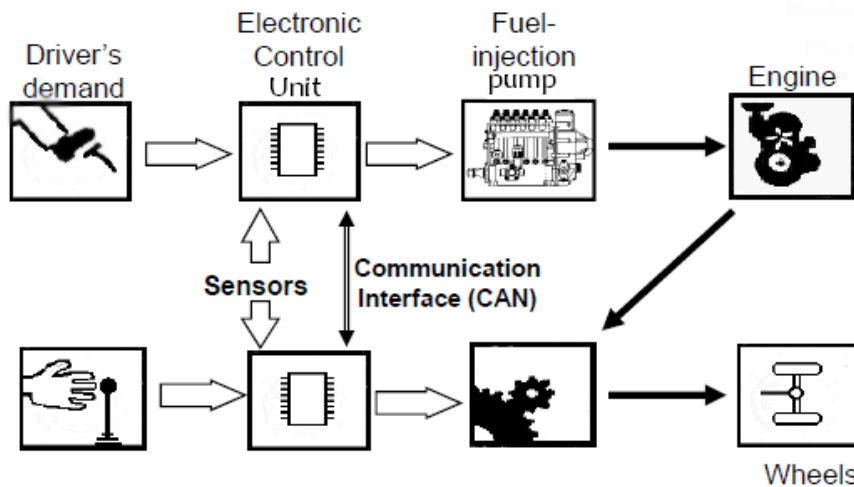 Driver's
demand
Electronic
Control
Unit
Fuel-
injection
pump
Engine
Sensors
Communication
Interface (CAN)
Wheels